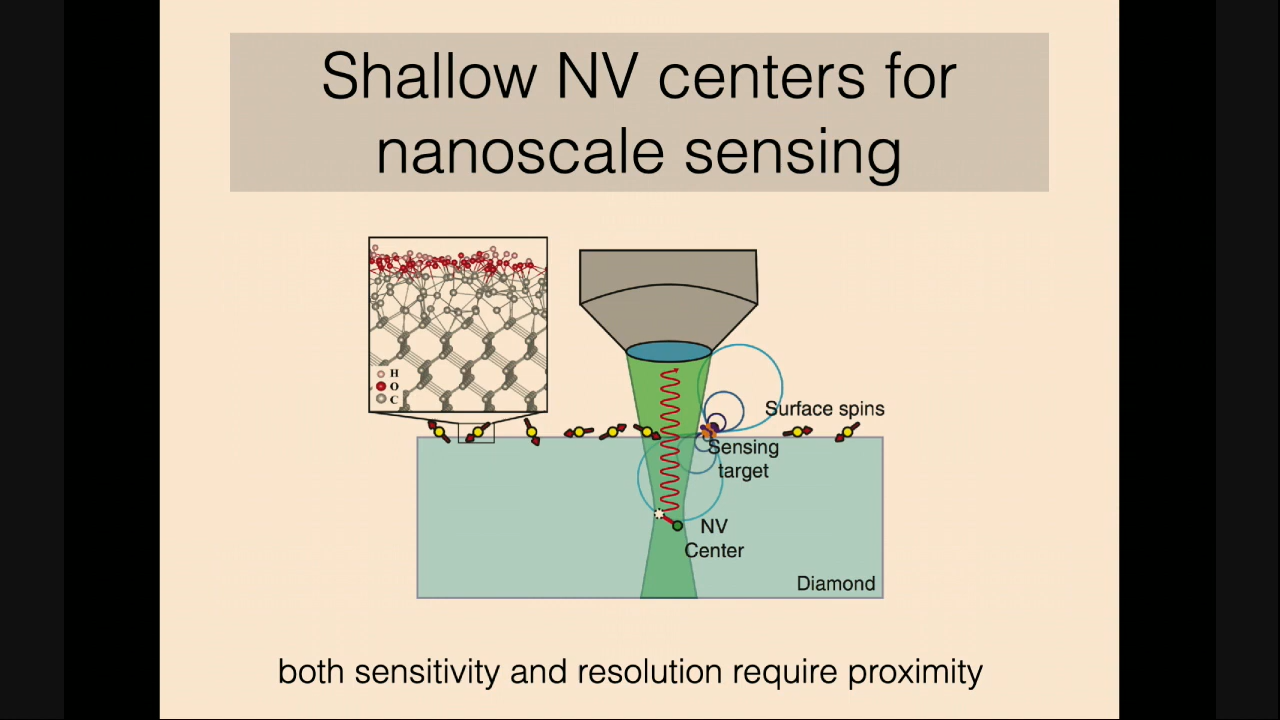 Shallow NV centers for
nanoscale sensing
H
O
C
Surface spins
Sensing
target
NV
Center
Diamond
both sensitivity and resolution require proximity